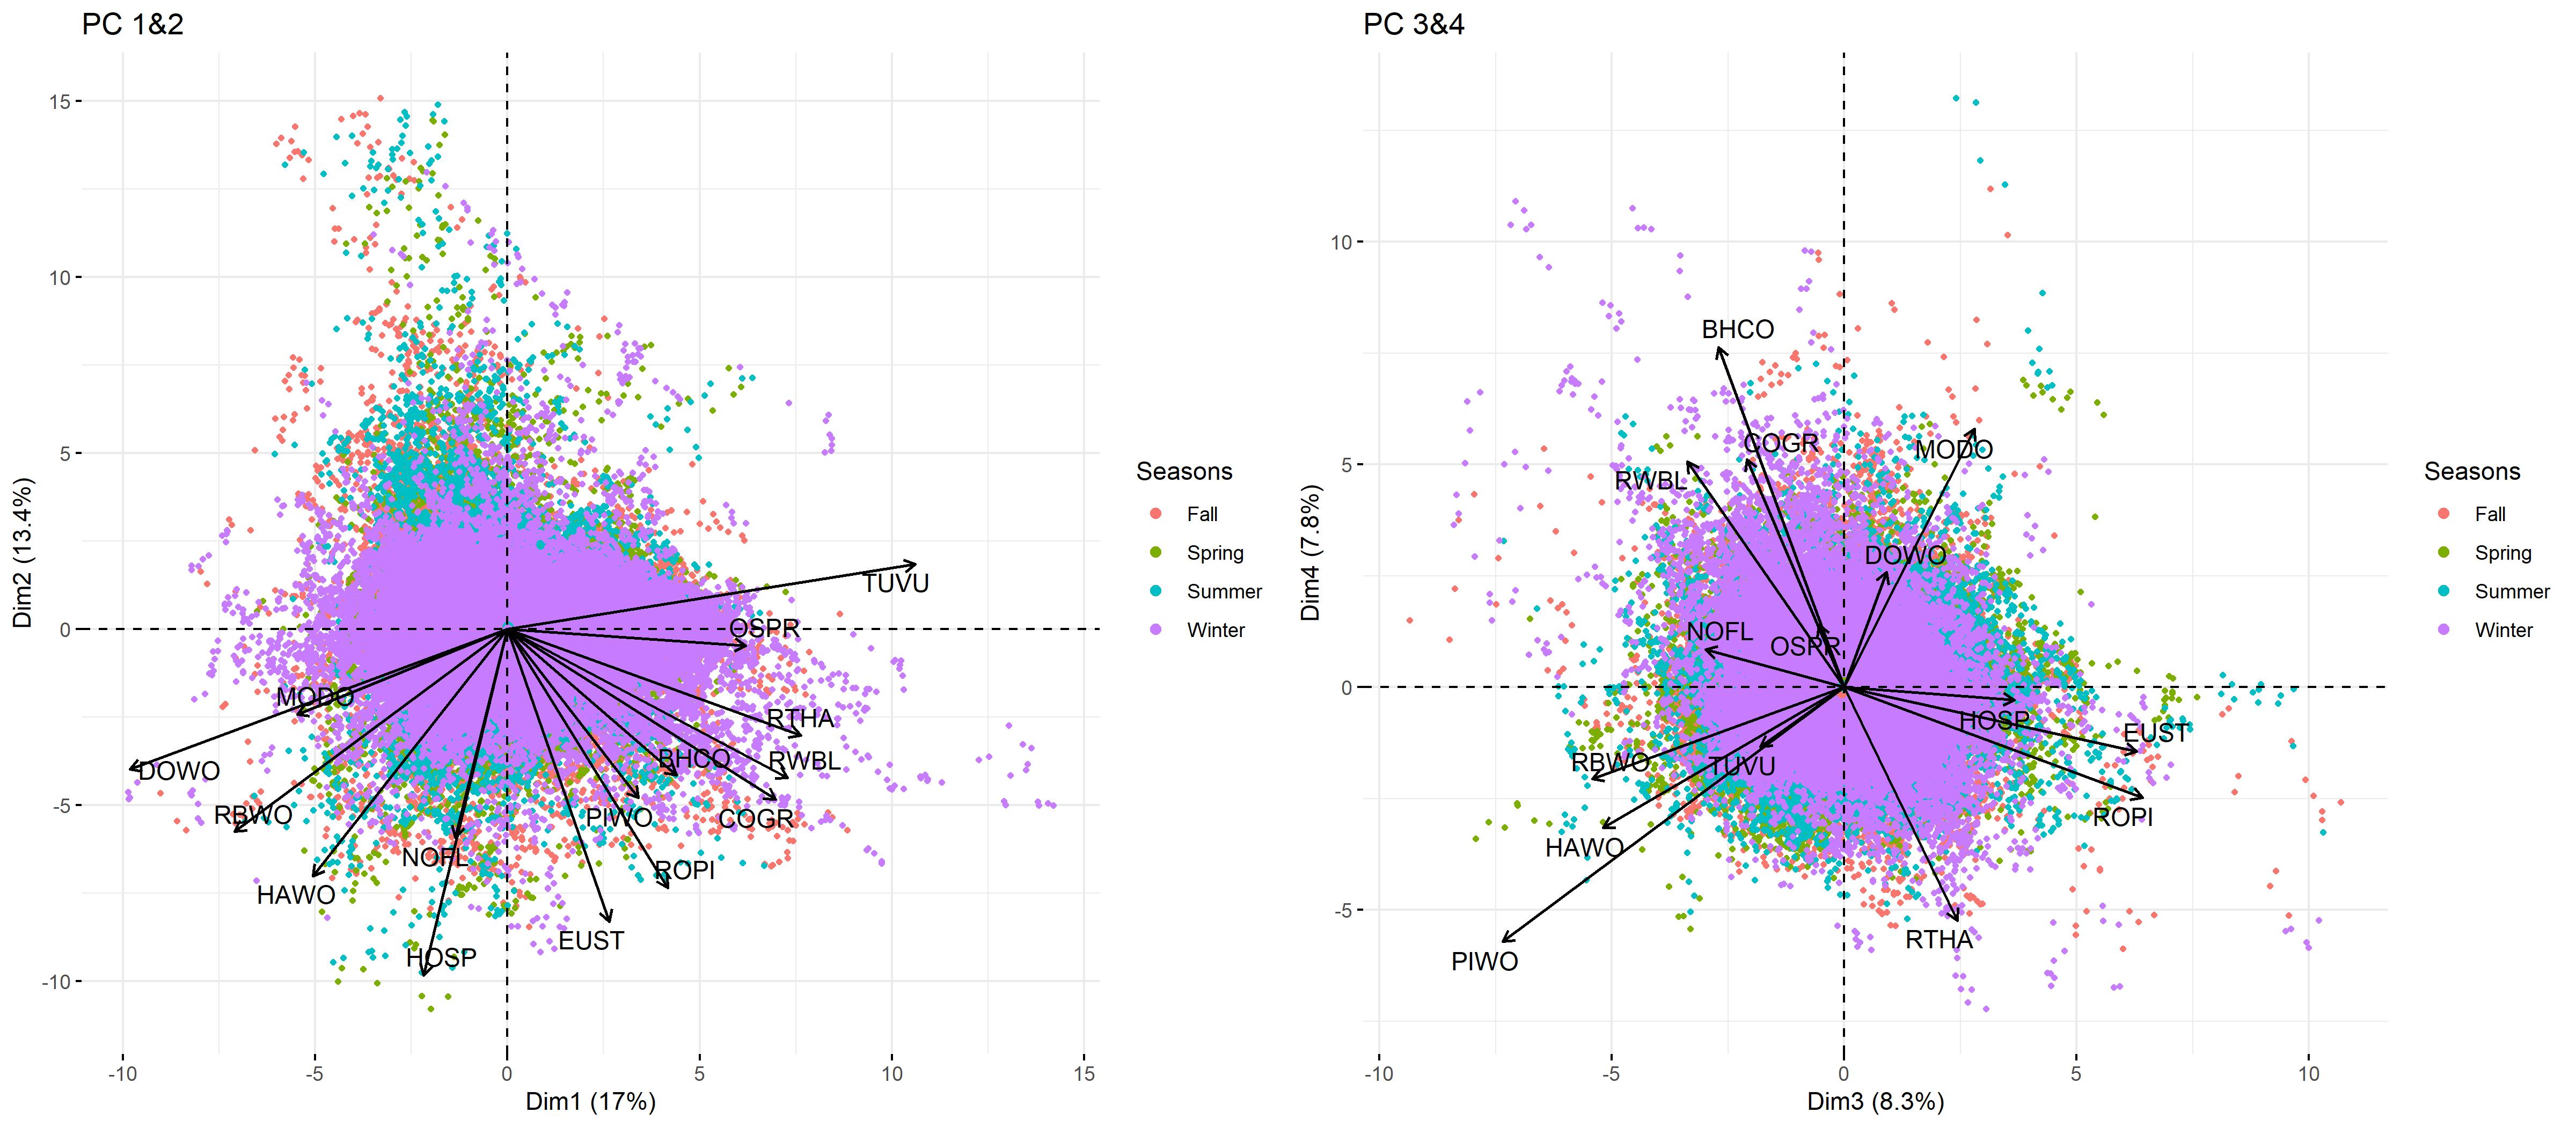 PC 1&2
15
10
5
0
-5
-10
Dim2 (13.4%)
TUVU
OSPR
MODO
RTHA
DOWO
BHCO
RWBL
RBWO
PIWO
COGR
NOFL
ROPI
HAWO
EUST
HOSP
-10
-5
0
5
10
15
Dim1 (17%)
Seasons
Fall
Spring
Summer
Winter
PC 3&4
10
5
0
-5
Dim4 (7.8%)
BHCO
COGR
MODO
RWBL
DOWO
NOFL
OSPR
HOSP
EUST
RBWO
TUVU
ROPI
HAWO
RTHA
PIWO
-10
-5
0
5
10
Dim3 (8.3%)
Seasons
Fall
Spring
Summer
Winter